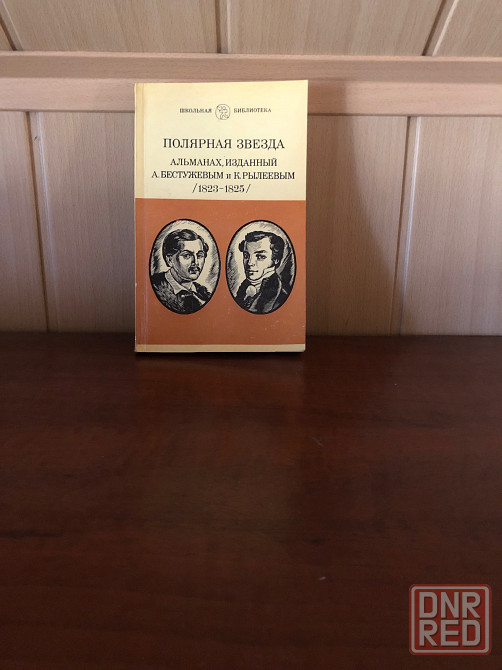 ШКОЛЬНАЯ БИБЛИОТЕКА
ПОЛЯРНАЯ ЗВЕЗДА
АЛЬМАНАХ, ИЗДАННЫЙ
А. БЕСТУЖЕВЫМ и К. РЫЛЕЕВЫМ
/1823–1825/
DNR
RED